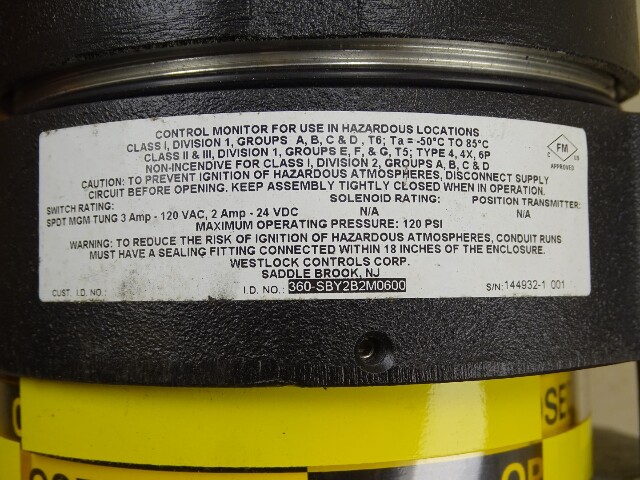 CONTROL MONITOR FOR USE IN HAZARDOUS LOCATIONS
CLASS I, DIVISION 1, GROUPS A, B, C & D , T6; Ta = -50°C TO 85°C
CLASS II & III, DIVISION 1, GROUPS E, F, & G, T5; TYPE 4, 4X, 6P
NON-INCENDIVE FOR CLASS I, DIVISION 2, GROUPS A, B, C & D
C FM US
APPROVED
CAUTION: TO PREVENT IGNITION OF HAZARDOUS ATMOSPHERES, DISCONNECT SUPPLY
CIRCUIT BEFORE OPENING. KEEP ASSEMBLY TIGHTLY CLOSED WHEN IN OPERATION.
SWITCH RATING: SOLENOID RATING: POSITION TRANSMITTER:
SPDT MGM TUNG 3 Amp - 120 VAC, 2 Amp - 24 VDC N/A N/A
MAXIMUM OPERATING PRESSURE: 120 PSI
WARNING: TO REDUCE THE RISK OF IGNITION OF HAZARDOUS ATMOSPHERES, CONDUIT RUNS
MUST HAVE A SEALING FITTING CONNECTED WITHIN 18 INCHES OF THE ENCLOSURE.
WESTLOCK CONTROLS CORP.
SADDLE BROOK, NJ
CUST. I.D. NO.: I.D. NO.: 360-SBY2B2M0600 S/N: 144932-1 001